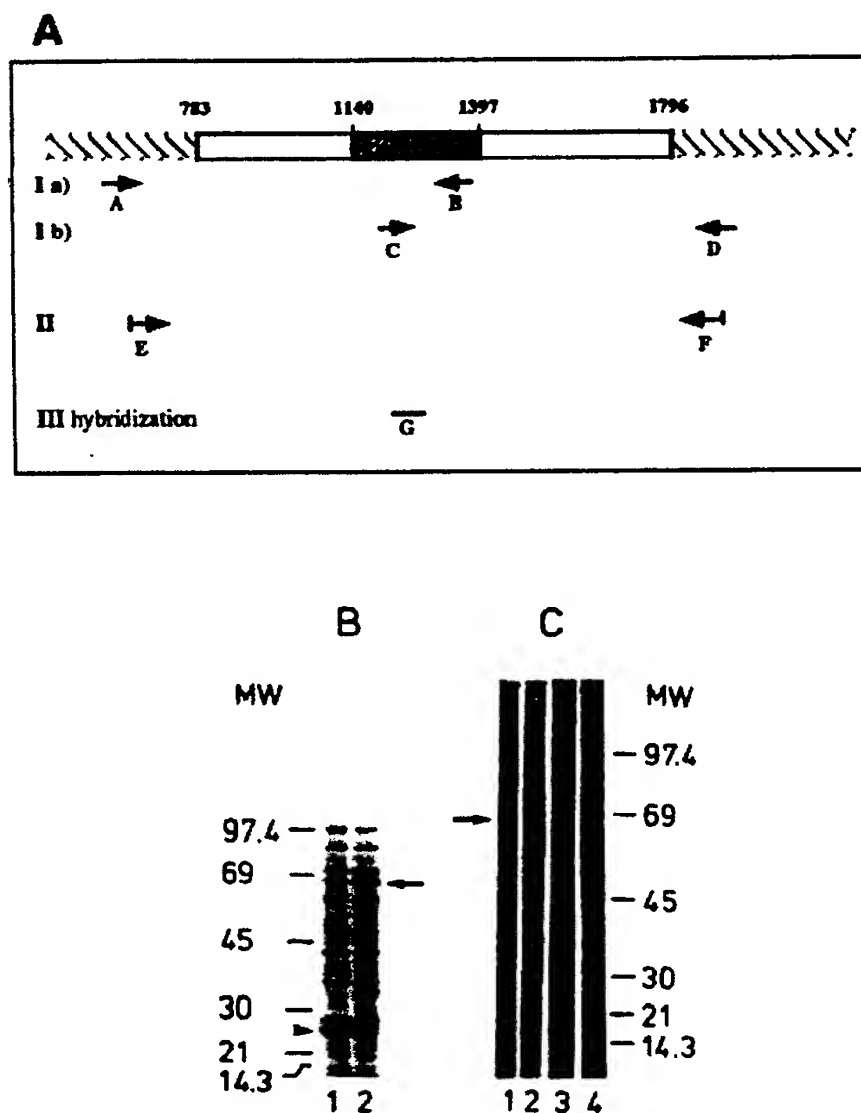 A
783 1140 1397 1796
I a)
A B
I b)
C D
II
E F
III hybridization
G
B C
MW MW
97.4 97.4
69 69
45 45
30 30
21 21
14.3 14.3
1 2 1 2 3 4